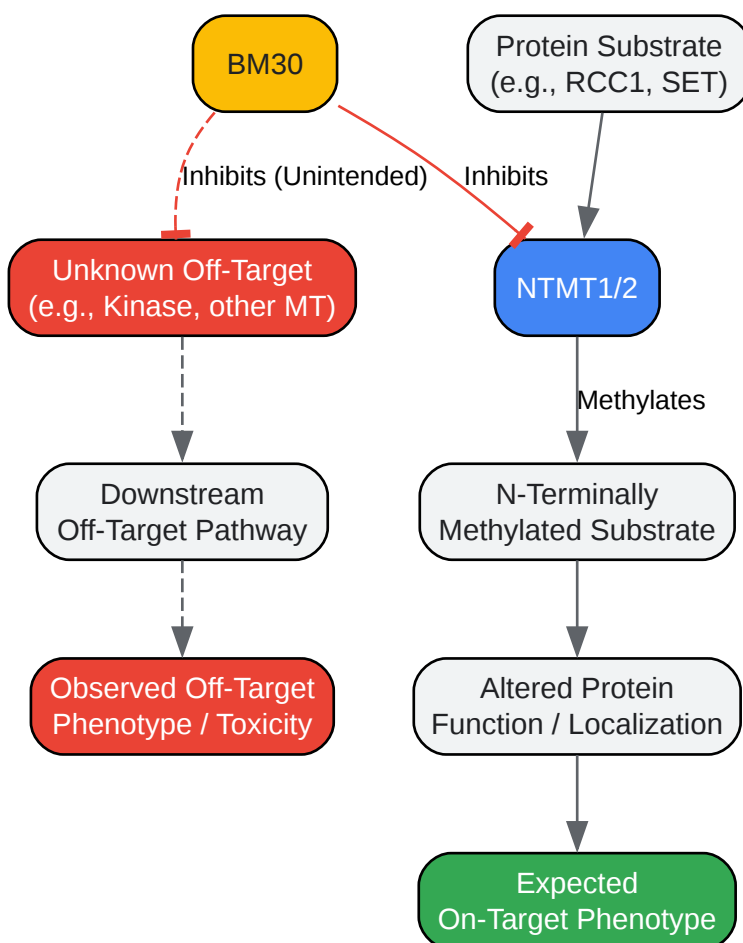 BM30
Protein Substrate
(e.g., RCC1, SET)
Inhibits (Unintended)
Inhibits
Unknown Off-Target
(e.g., Kinase, other MT)
NTMT1/2
Methylates
Downstream
Off-Target Pathway
N-Terminally
Methylated Substrate
Observed Off-Target
Phenotype / Toxicity
Altered Protein
Function / Localization
Expected
On-Target Phenotype